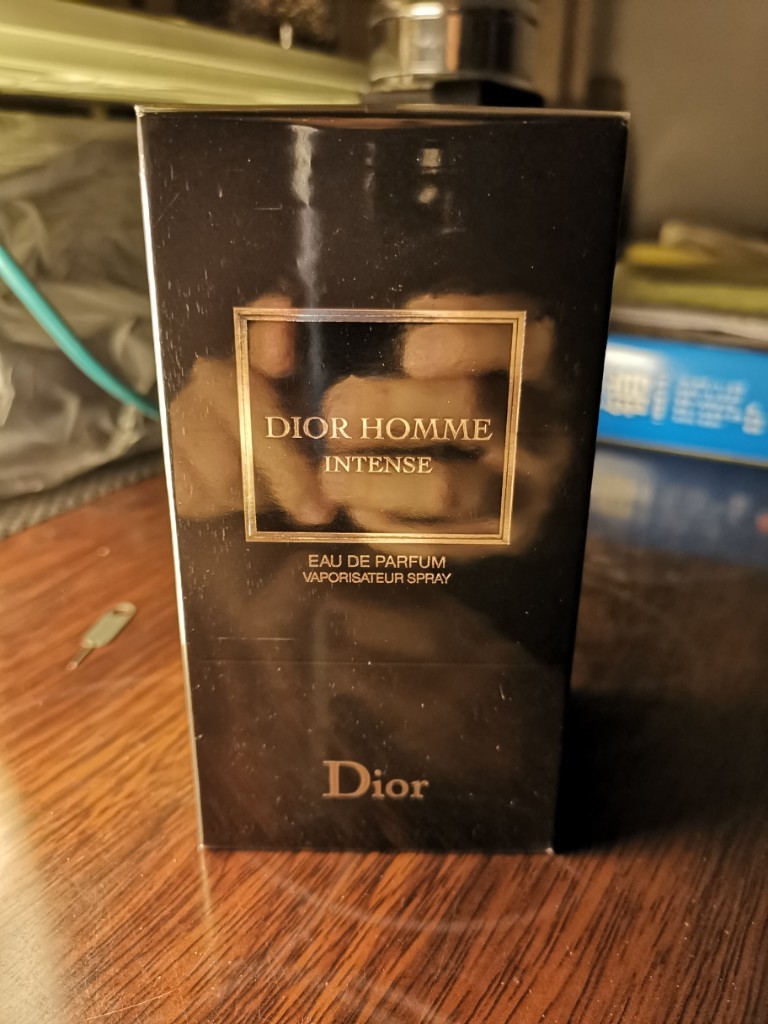 DIOR HOMME
INTENSE
EAU DE PARFUM
VAPORISATEUR SPRAY
Dior